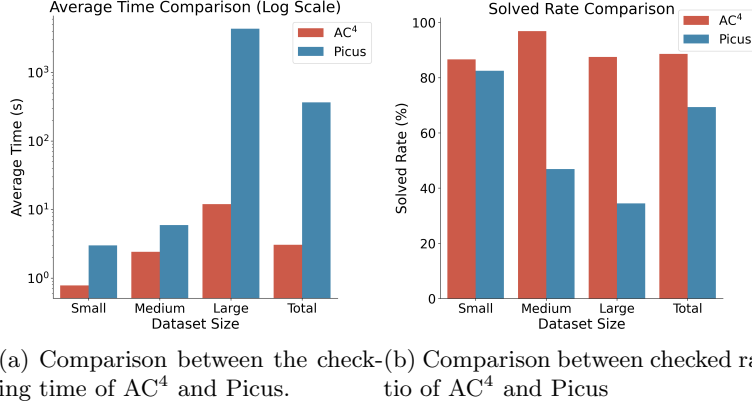 Average Time Comparison (Log Scale)
AC⁴
Picus
10³
10²
10¹
10⁰
Average Time (s)
Small Medium Large Total
Dataset Size
Solved Rate Comparison
AC⁴
Picus
100
80
60
40
20
0
Solved Rate (%)
Small Medium Large Total
Dataset Size
(a) Comparison between the check-
ing time of AC⁴ and Picus.
(b) Comparison between checked ra
tio of AC⁴ and Picus